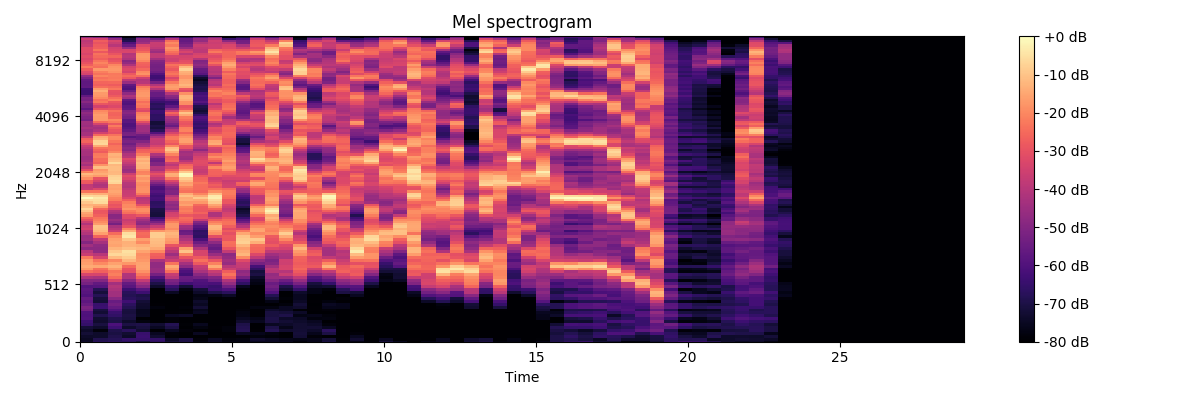 Mel spectrogram
+0 dB
8192
-10 dB
4096
-20 dB
-30 dB
Hz
2048
-40 dB
1024
-50 dB
-60 dB
512
-70 dB
0
-80 dB
0 5 10 15 20 25
Time